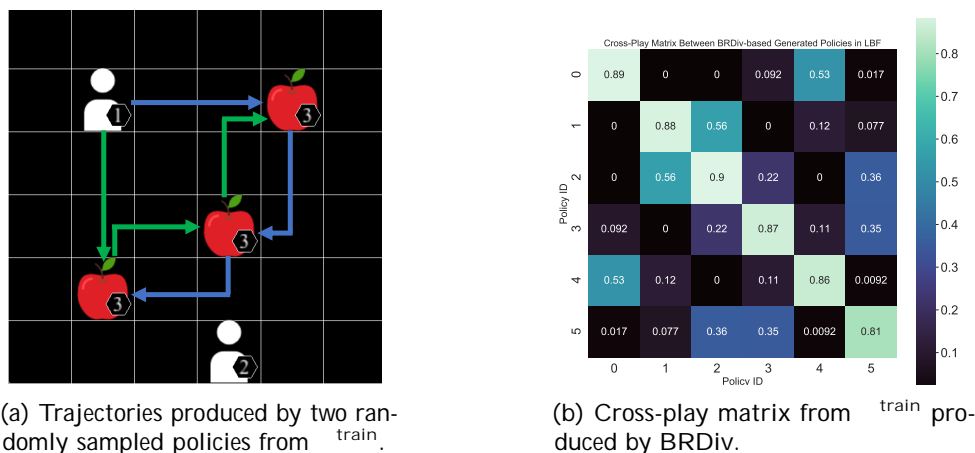 1
3
3
3
2
(a) Trajectories produced by two ran-
domly sampled policies from train.
Cross-Play Matrix Between BRDiv-based Generated Policies in LBF
Policy ID
0 0.89 0 0 0.092 0.53 0.017
1 0 0.88 0.56 0 0.12 0.077
2 0 0.56 0.9 0.22 0 0.36
3 0.092 0 0.22 0.87 0.11 0.35
4 0.53 0.12 0 0.11 0.86 0.0092
5 0.017 0.077 0.36 0.35 0.0092 0.81
0 1 2 3 4 5
Policy ID
0.8
0.7
0.6
0.5
0.4
0.3
0.2
0.1
(b) Cross-play matrix from train pro-
duced by BRDiv.